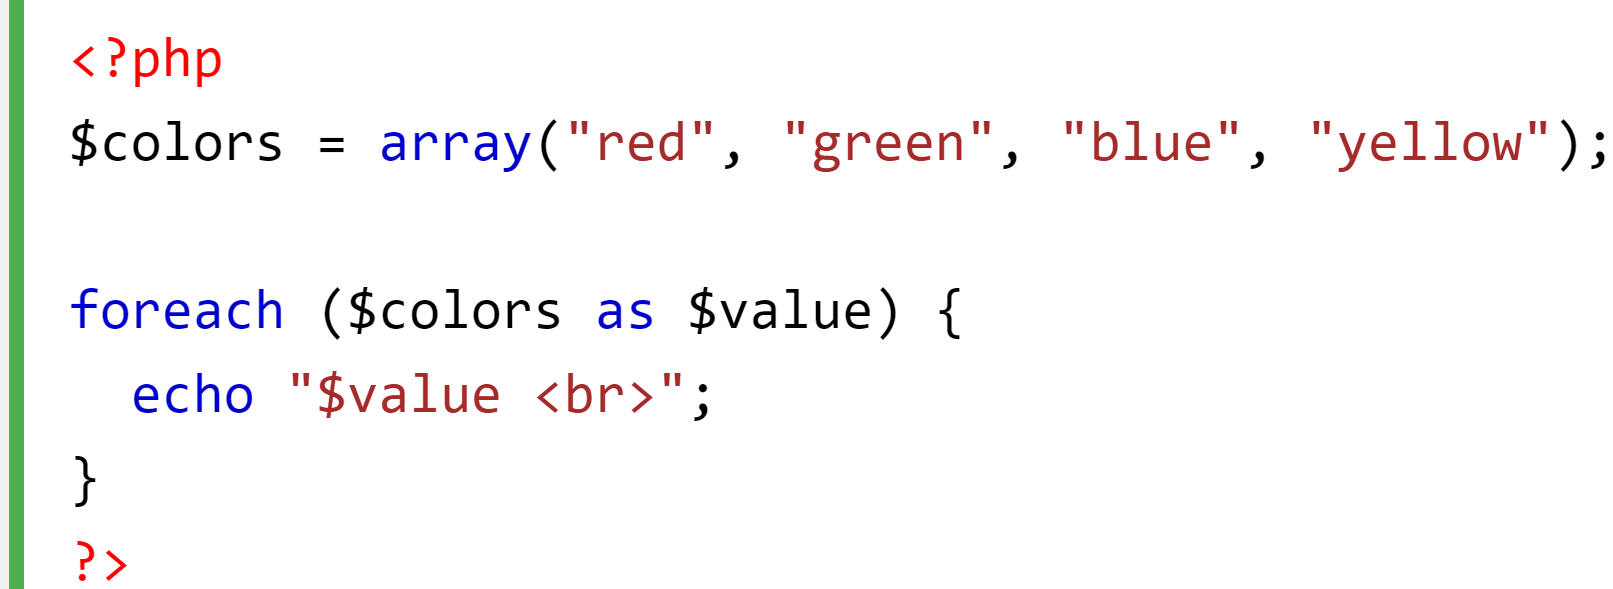 <?php
$colors = array("red", "green", "blue", "yellow");
foreach ($colors as $value) {
  echo "$value <br>";
}
?>